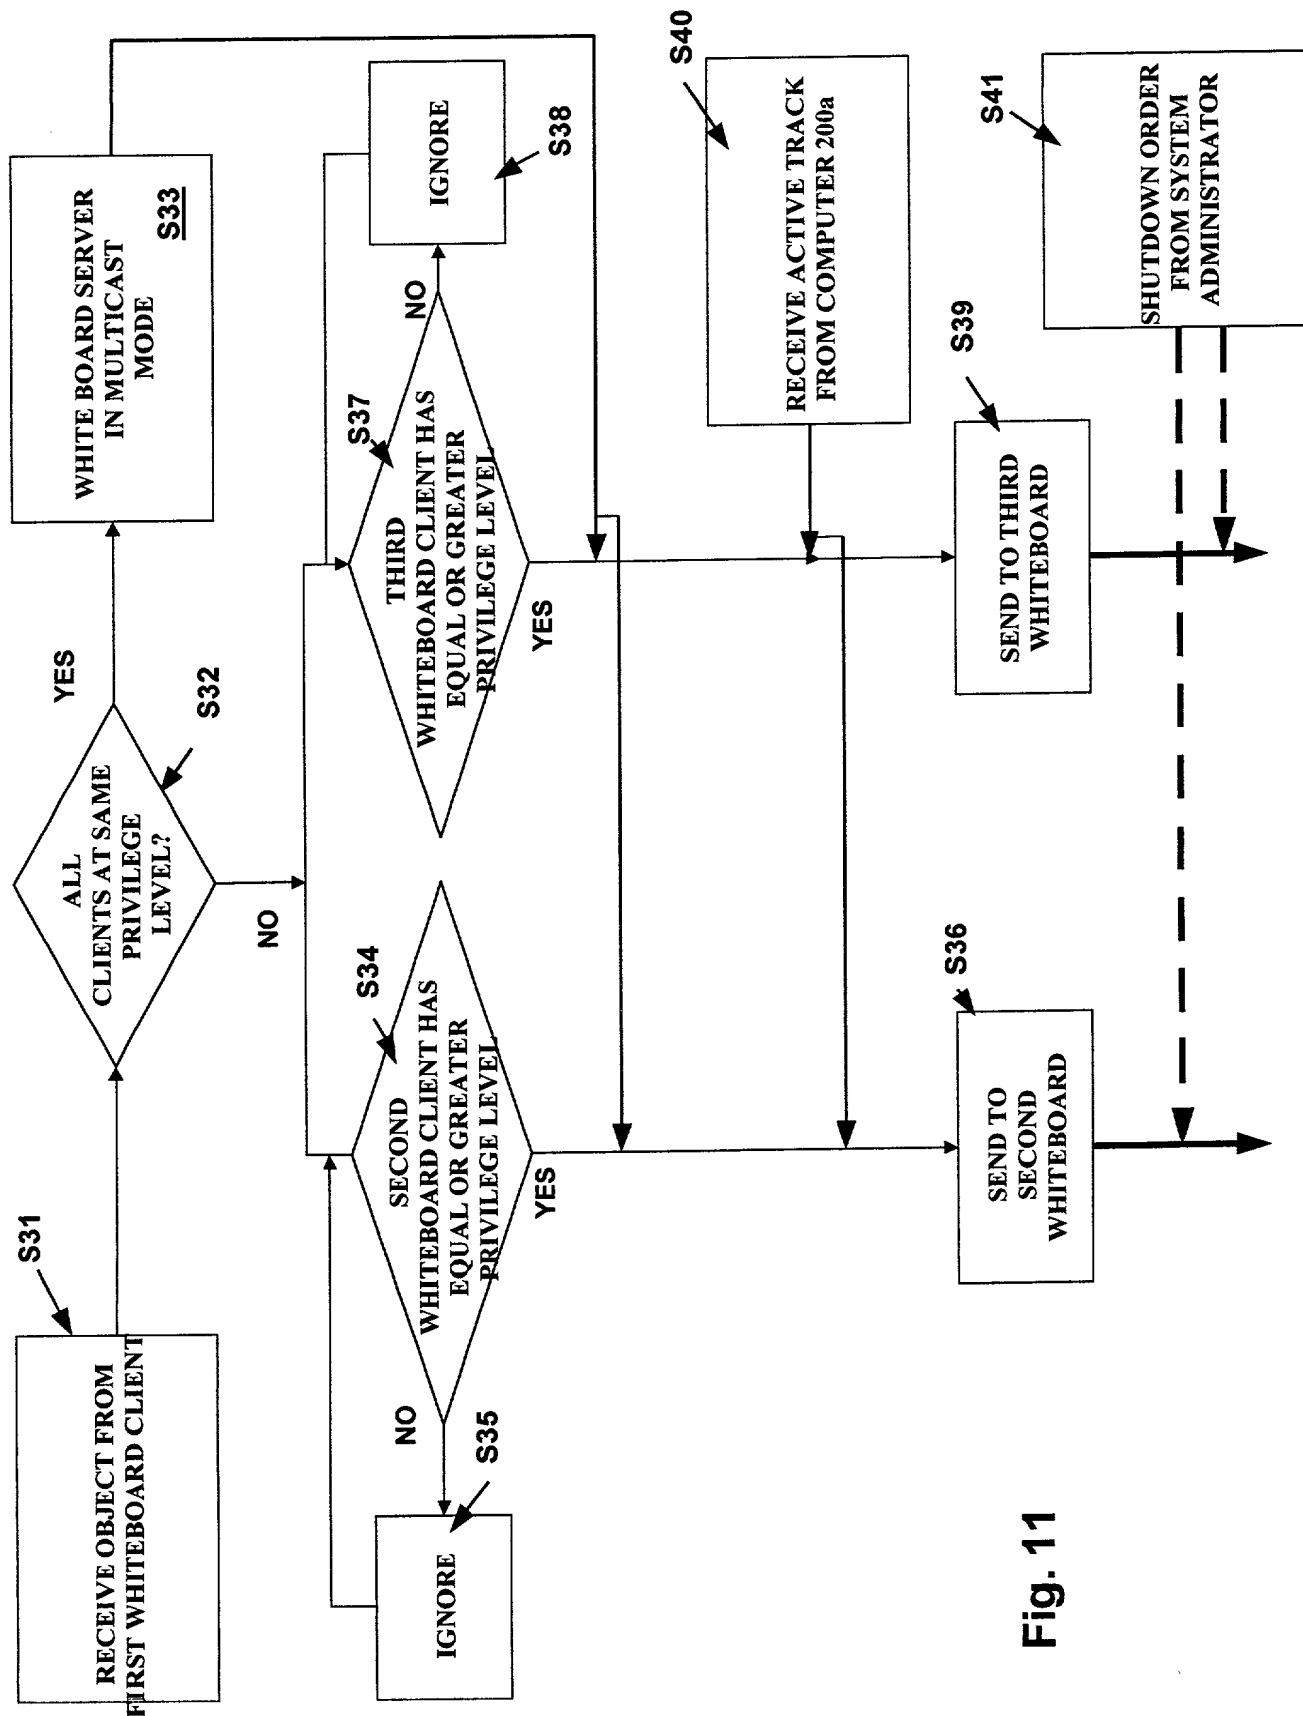 S31
RECEIVE OBJECT FROM
FIRST WHITEBOARD CLIENT
ALL
CLIENTS AT SAME
PRIVILEGE
LEVEL?
S32
YES
NO
WHITE BOARD SERVER
IN MULTICAST
MODE
S33
S34
SECOND
WHITEBOARD CLIENT HAS
EQUAL OR GREATER
PRIVILEGE LEVEL
NO
YES
IGNORE
S35
S37
THIRD
WHITEBOARD CLIENT HAS
EQUAL OR GREATER
PRIVILEGE LEVEL
NO
YES
IGNORE
S38
S40
RECEIVE ACTIVE TRACK
FROM COMPUTER 200a
S36
SEND TO
SECOND
WHITEBOARD
S39
SEND TO THIRD
WHITEBOARD
S41
SHUTDOWN ORDER
FROM SYSTEM
ADMINISTRATOR
Fig. 11